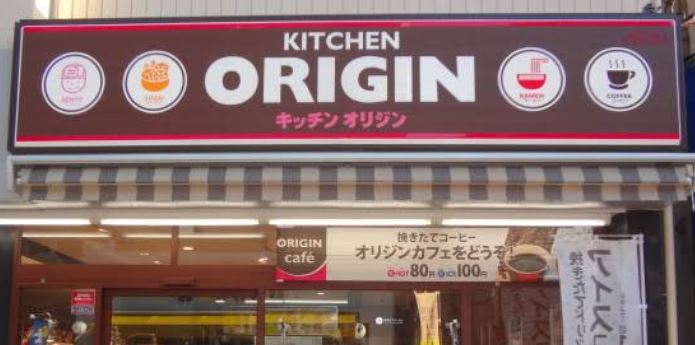 KITCHEN
ORIGIN
キッチン オリジン
RAMEN
COFFEE
ORIGIN
café
挽きたてコーヒー
オリジンカフェをどうぞ!
HOT 80円 ICE 100円